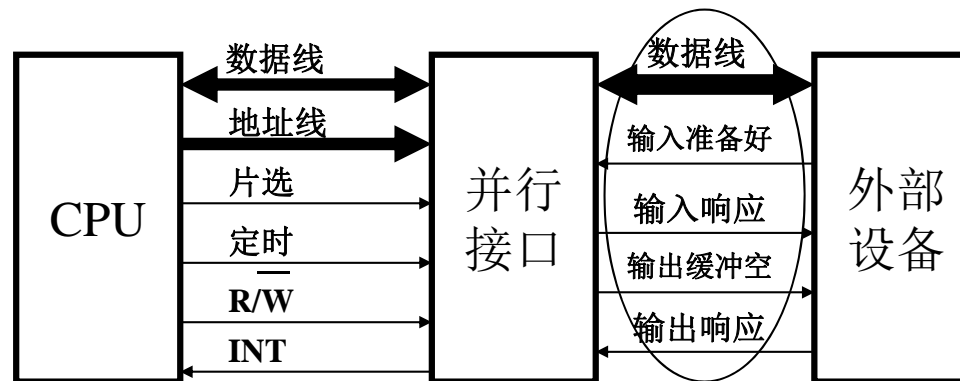 CPU
数据线
地址线
片选
定时
R/W̅
INT
并行
接口
数据线
输入准备好
输入响应
输出缓冲空
输出响应
外部
设备